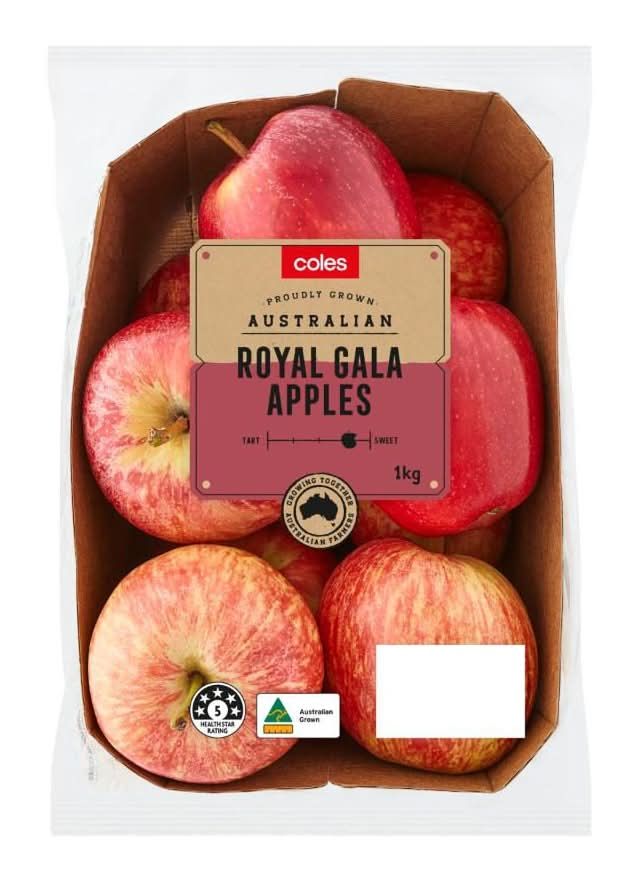 coles
PROUDLY GROWN
AUSTRALIAN
ROYAL GALA
APPLES
TART SWEET
1kg
GROWING TOGETHER
AUSTRALIAN FARMERS
5
HEALTH STAR
RATING
Australian
Grown